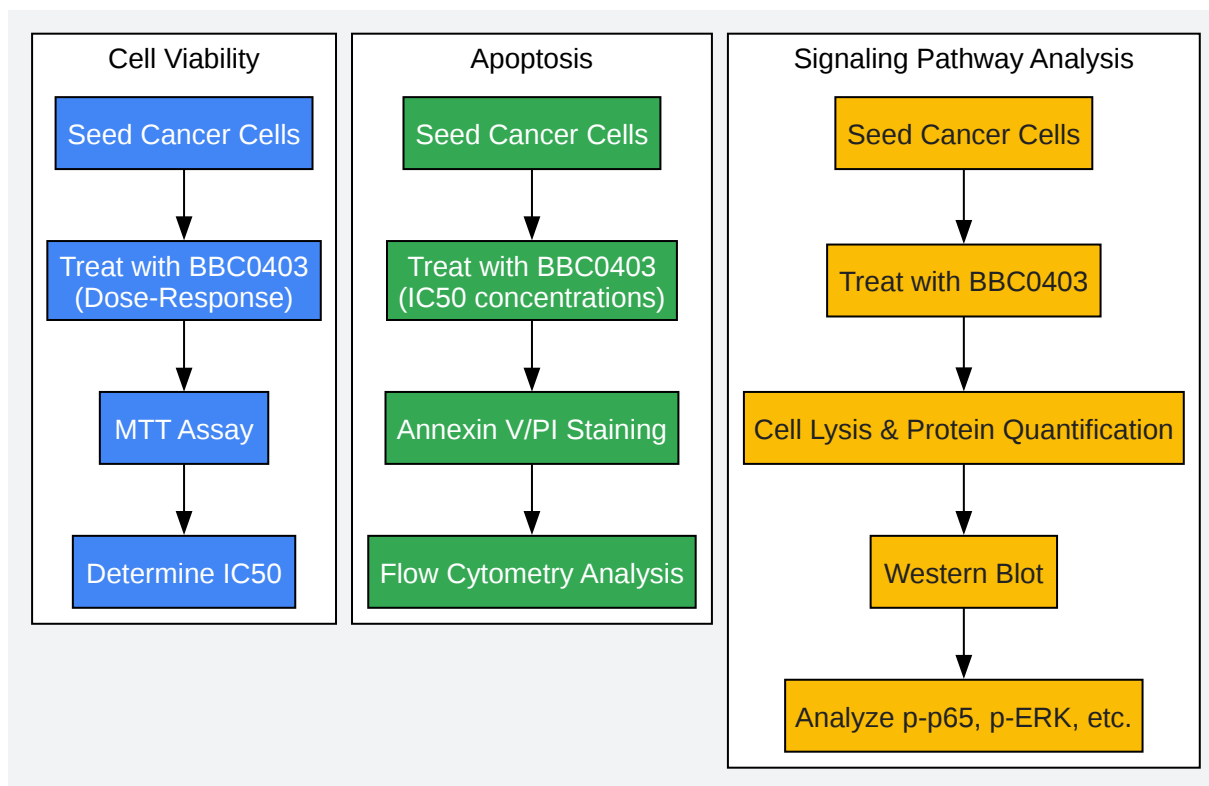 Cell Viability
Seed Cancer Cells
Treat with BBC0403
(Dose-Response)
MTT Assay
Determine IC50
Apoptosis
Seed Cancer Cells
Treat with BBC0403
(IC50 concentrations)
Annexin V/PI Staining
Flow Cytometry Analysis
Signaling Pathway Analysis
Seed Cancer Cells
Treat with BBC0403
Cell Lysis & Protein Quantification
Western Blot
Analyze p-p65, p-ERK, etc.